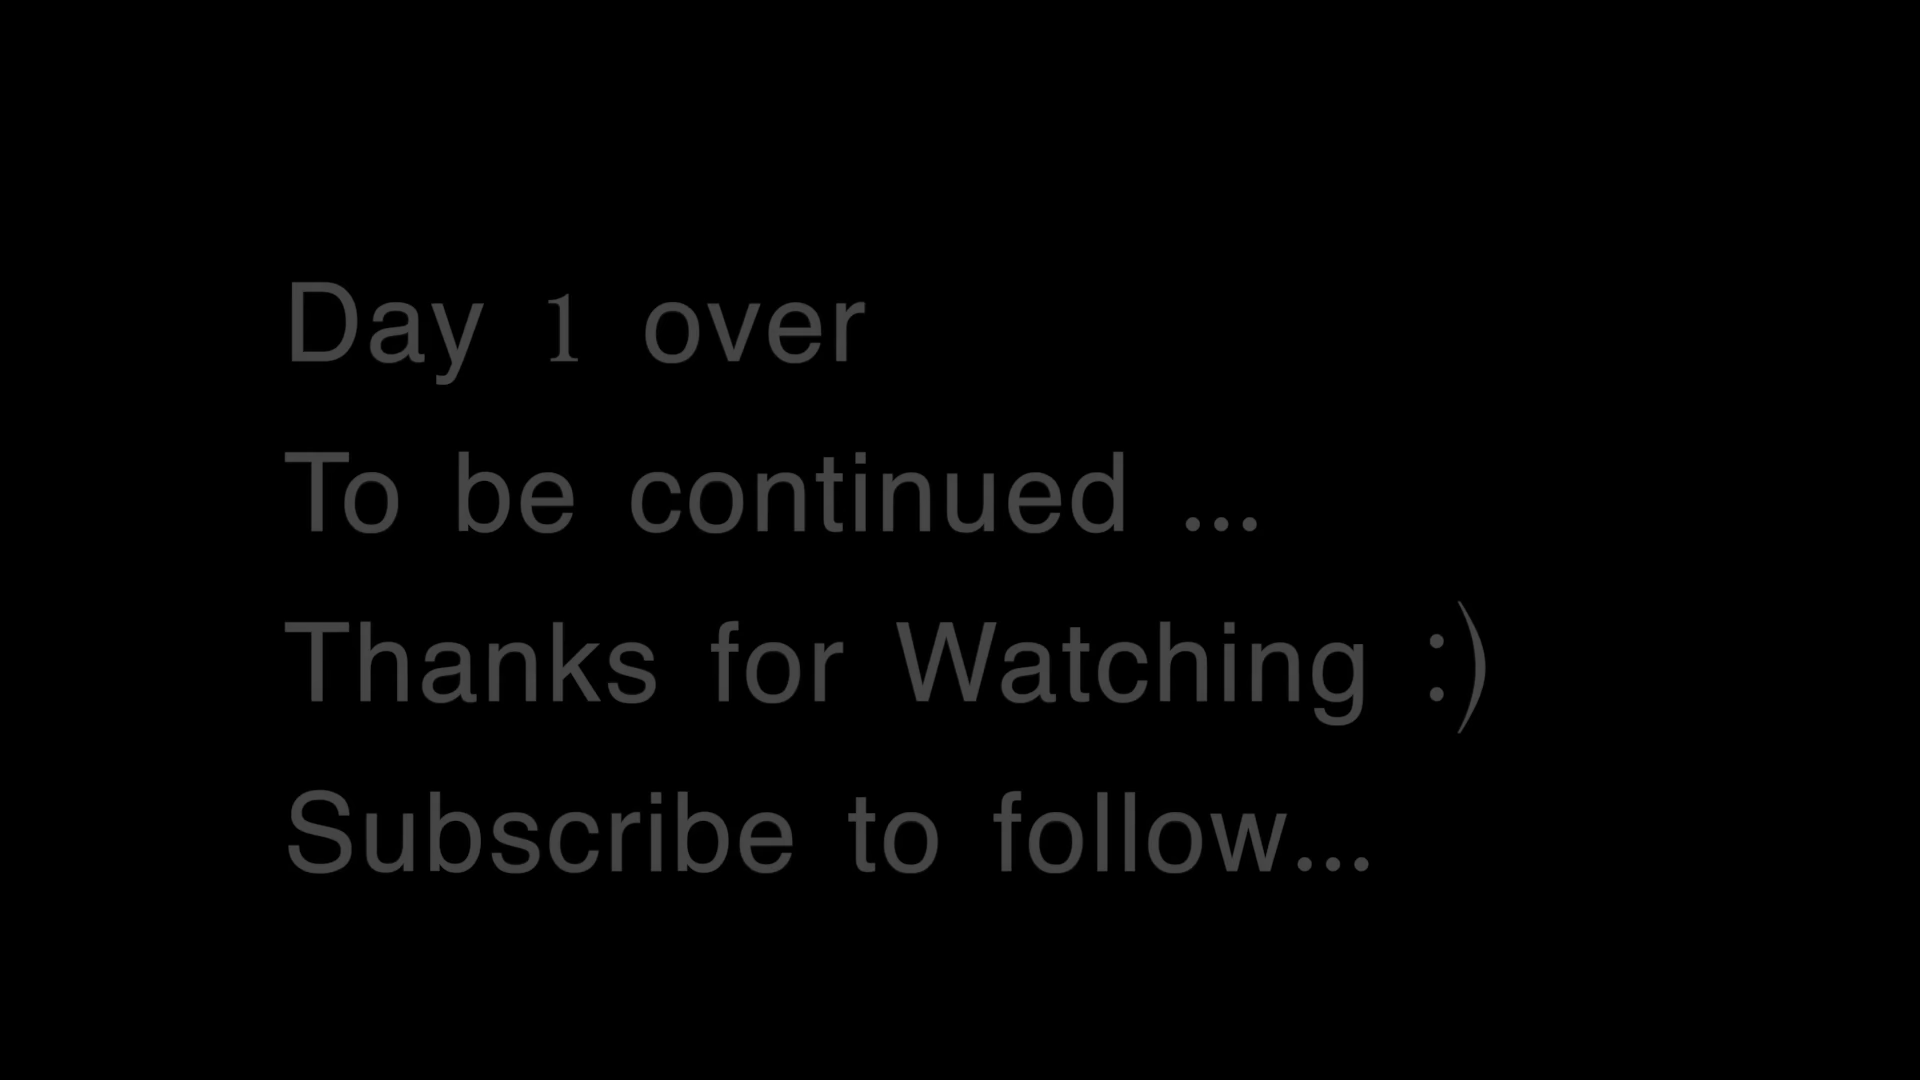 Day 1 over
To be continued ...
Thanks for Watching :)
Subscribe to follow...